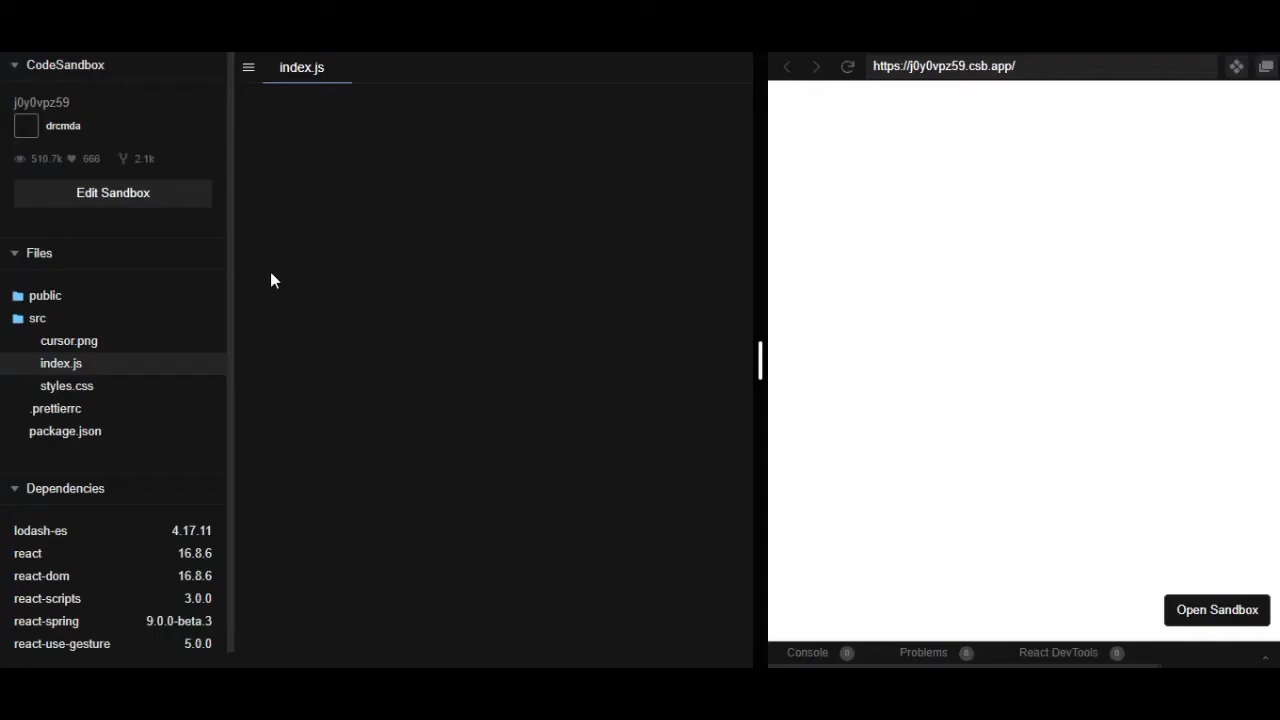 CodeSandbox
j0y0vpz59
drcmda
510.7k 666 2.1k
Edit Sandbox
Files
public
src
cursor.png
index.js
styles.css
.prettierrc
package.json
Dependencies
lodash-es 4.17.11
react 16.8.6
react-dom 16.8.6
react-scripts 3.0.0
react-spring 9.0.0-beta.3
react-use-gesture 5.0.0
index.js
https://j0y0vpz59.csb.app/
Open Sandbox
Console 0 Problems 0 React DevTools 0